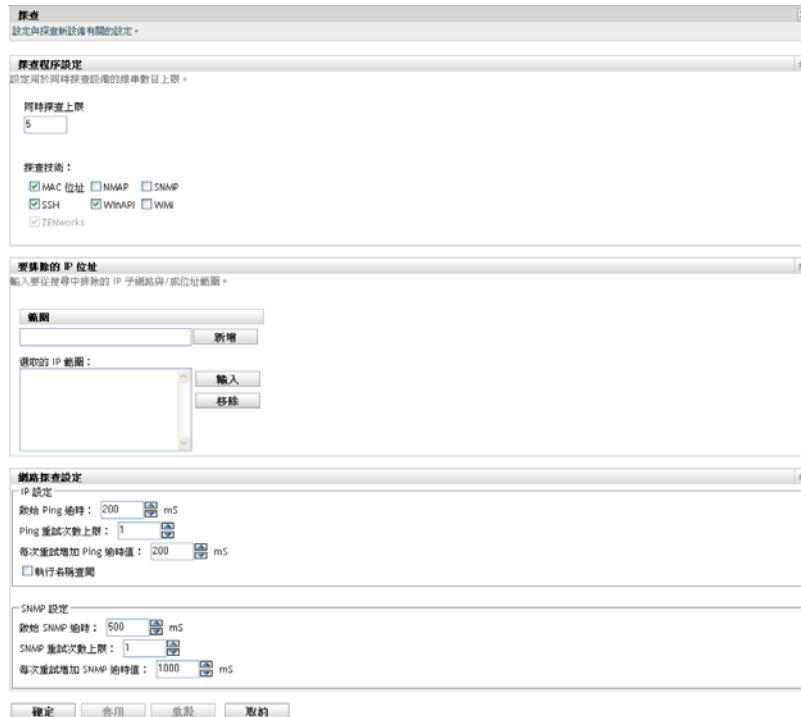 探查
設定與探查新設備有關的設定。
探查程序設定
設定用於同時探查設備的線串數目上限。
同時探查上限
5
探查技術：
MAC 位址 NMAP SNMP
SSH WinAPI WMI
ZENworks
要排除的 IP 位址
輸入要從搜尋中排除的 IP 子網路與/或位址範圍。
範圍
新增
選取的 IP 範圍：
輸入
移除
網路探查設定
IP 設定
啟始 Ping 逾時： 200 mS
Ping 重試次數上限： 1
每次重試增加 Ping 逾時值： 200 mS
執行名稱查閱
SNMP 設定
啟始 SNMP 逾時： 500 mS
SNMP 重試次數上限： 1
每次重試增加 SNMP 逾時值： 1000 mS
確定 套用 重設 取消